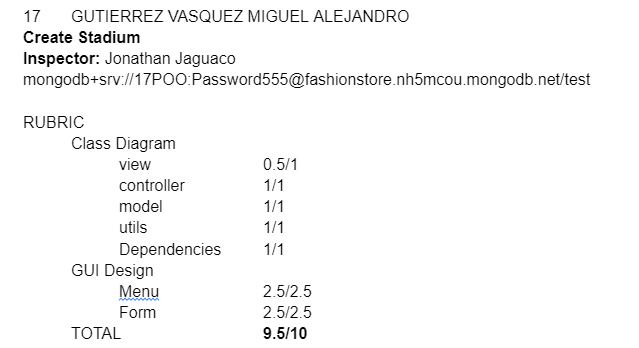 17 GUTIERREZ VASQUEZ MIGUEL ALEJANDRO
Create Stadium
Inspector: Jonathan Jaguaco
mongodb+srv://17POO:Password555@fashionstore.nh5mcou.mongodb.net/test
RUBRIC
Class Diagram
view 0.5/1
controller 1/1
model 1/1
utils 1/1
Dependencies 1/1
GUI Design
Menu 2.5/2.5
Form 2.5/2.5
TOTAL 9.5/10